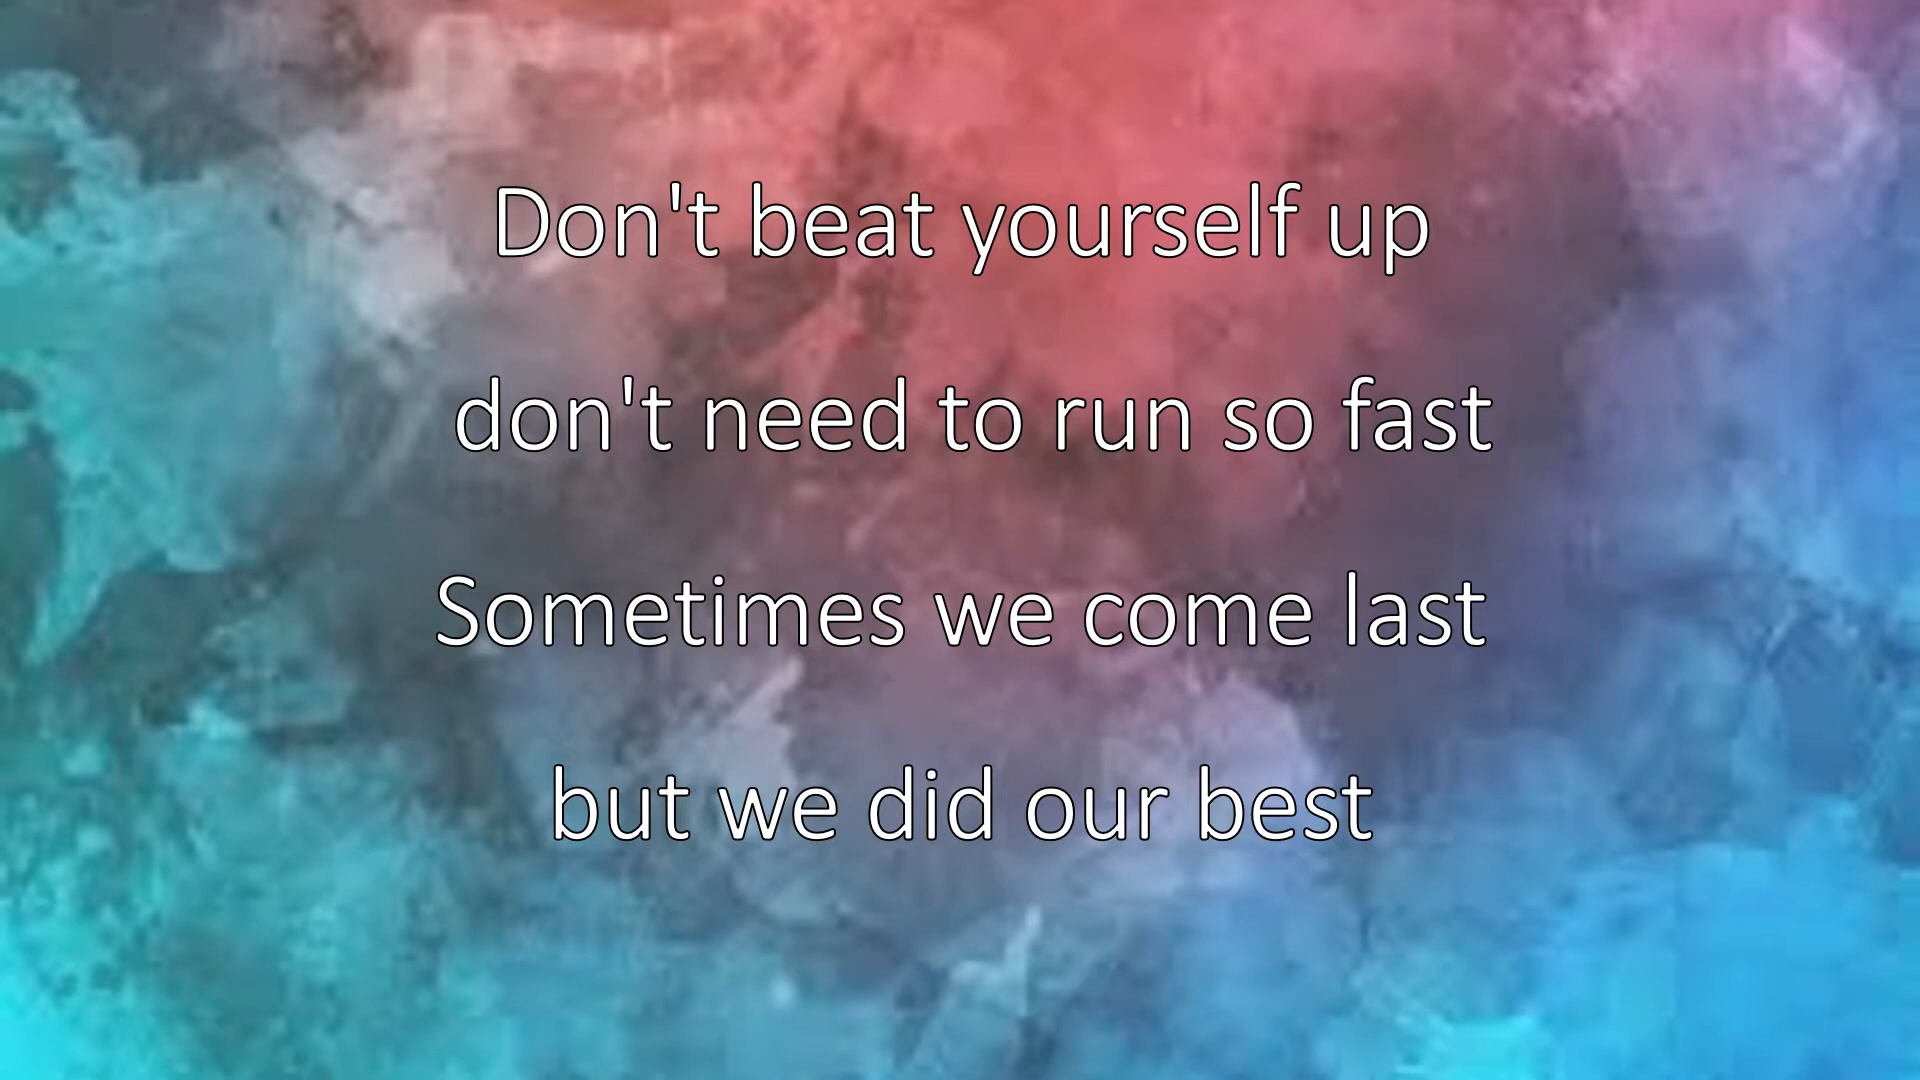 Don't beat yourself up
don't need to run so fast
Sometimes we come last
but we did our best